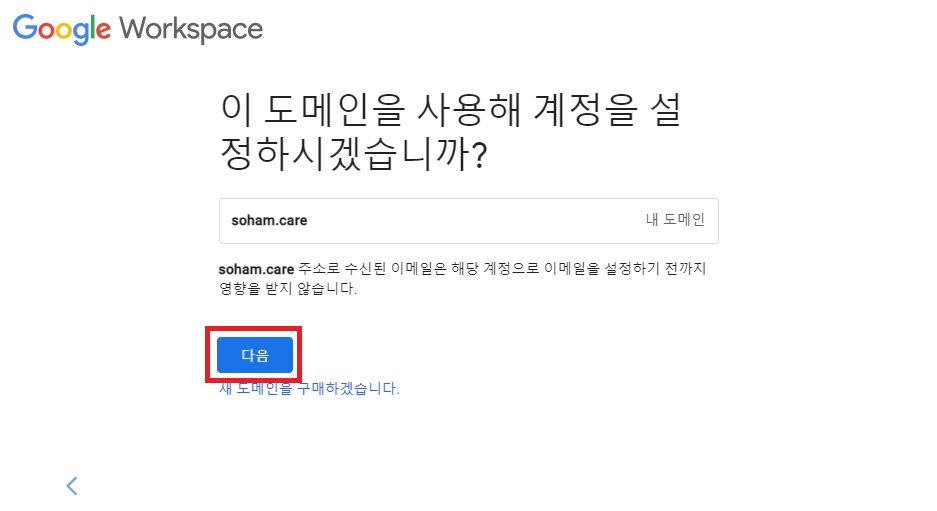 Google Workspace
이 도메인을 사용해 계정을 설
정하시겠습니까?
soham.care 내 도메인
soham.care 주소로 수신된 이메일은 해당 계정으로 이메일을 설정하기 전까지
영향을 받지 않습니다.
다음
새 도메인을 구매하겠습니다.